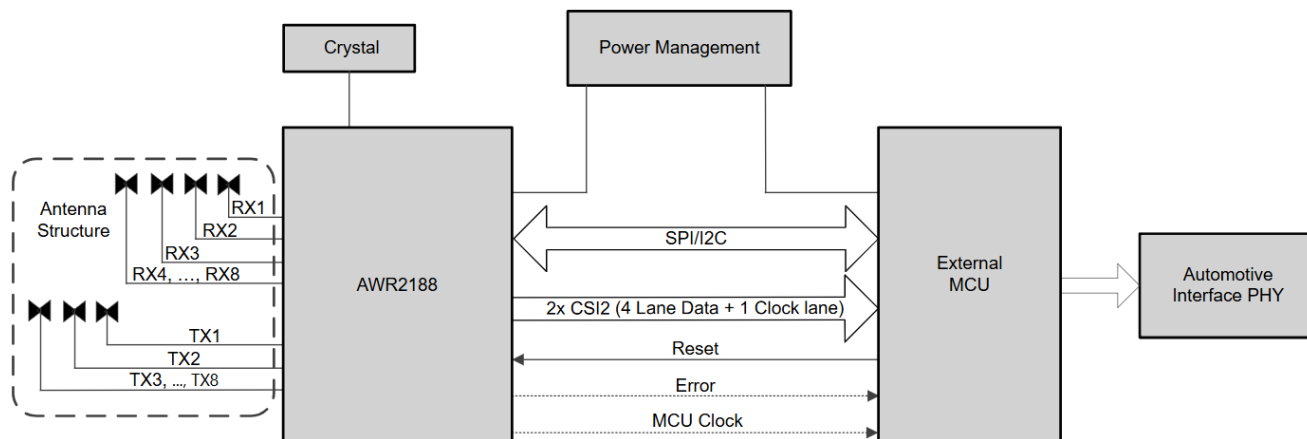 Crystal
Power Management
Antenna
Structure
RX1
RX2
RX3
RX4, ..., RX8
TX1
TX2
TX3, ..., TX8
AWR2188
SPI/I2C
2x CSI2 (4 Lane Data + 1 Clock lane)
Reset
Error
MCU Clock
External
MCU
Automotive
Interface PHY